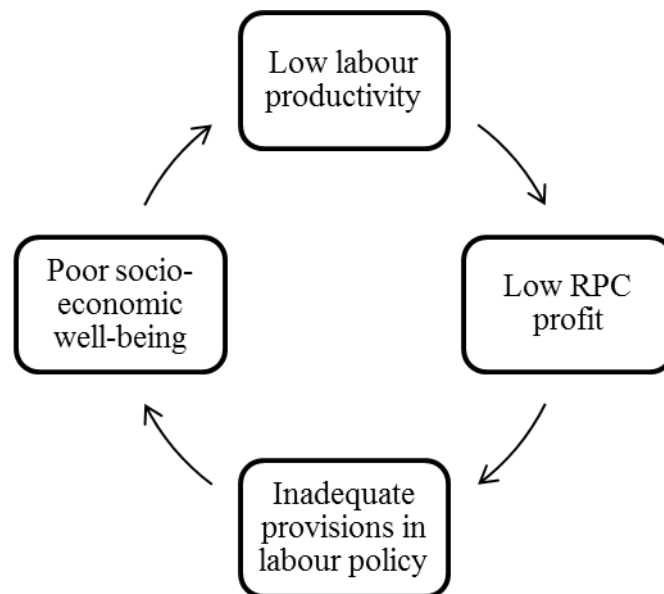 Low labour
productivity
Low RPC
profit
Inadequate
provisions in
labour policy
Poor socio-
economic
well-being